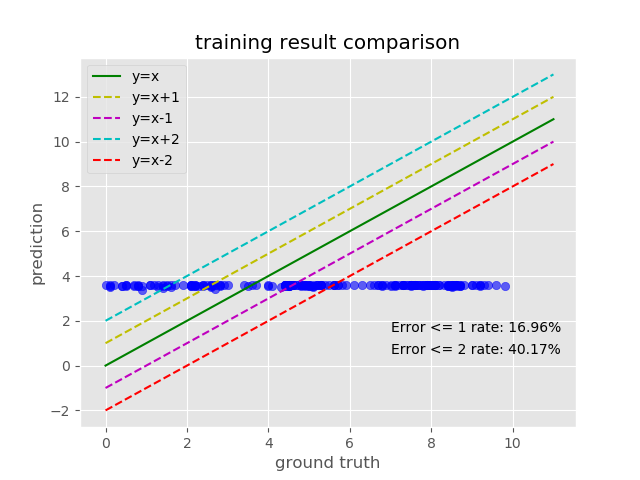 training result comparison
y=x
y=x+1
y=x-1
y=x+2
y=x-2
12
10
8
6
4
2
0
−2
prediction
Error <= 1 rate: 16.96%
Error <= 2 rate: 40.17%
0 2 4 6 8 10
ground truth